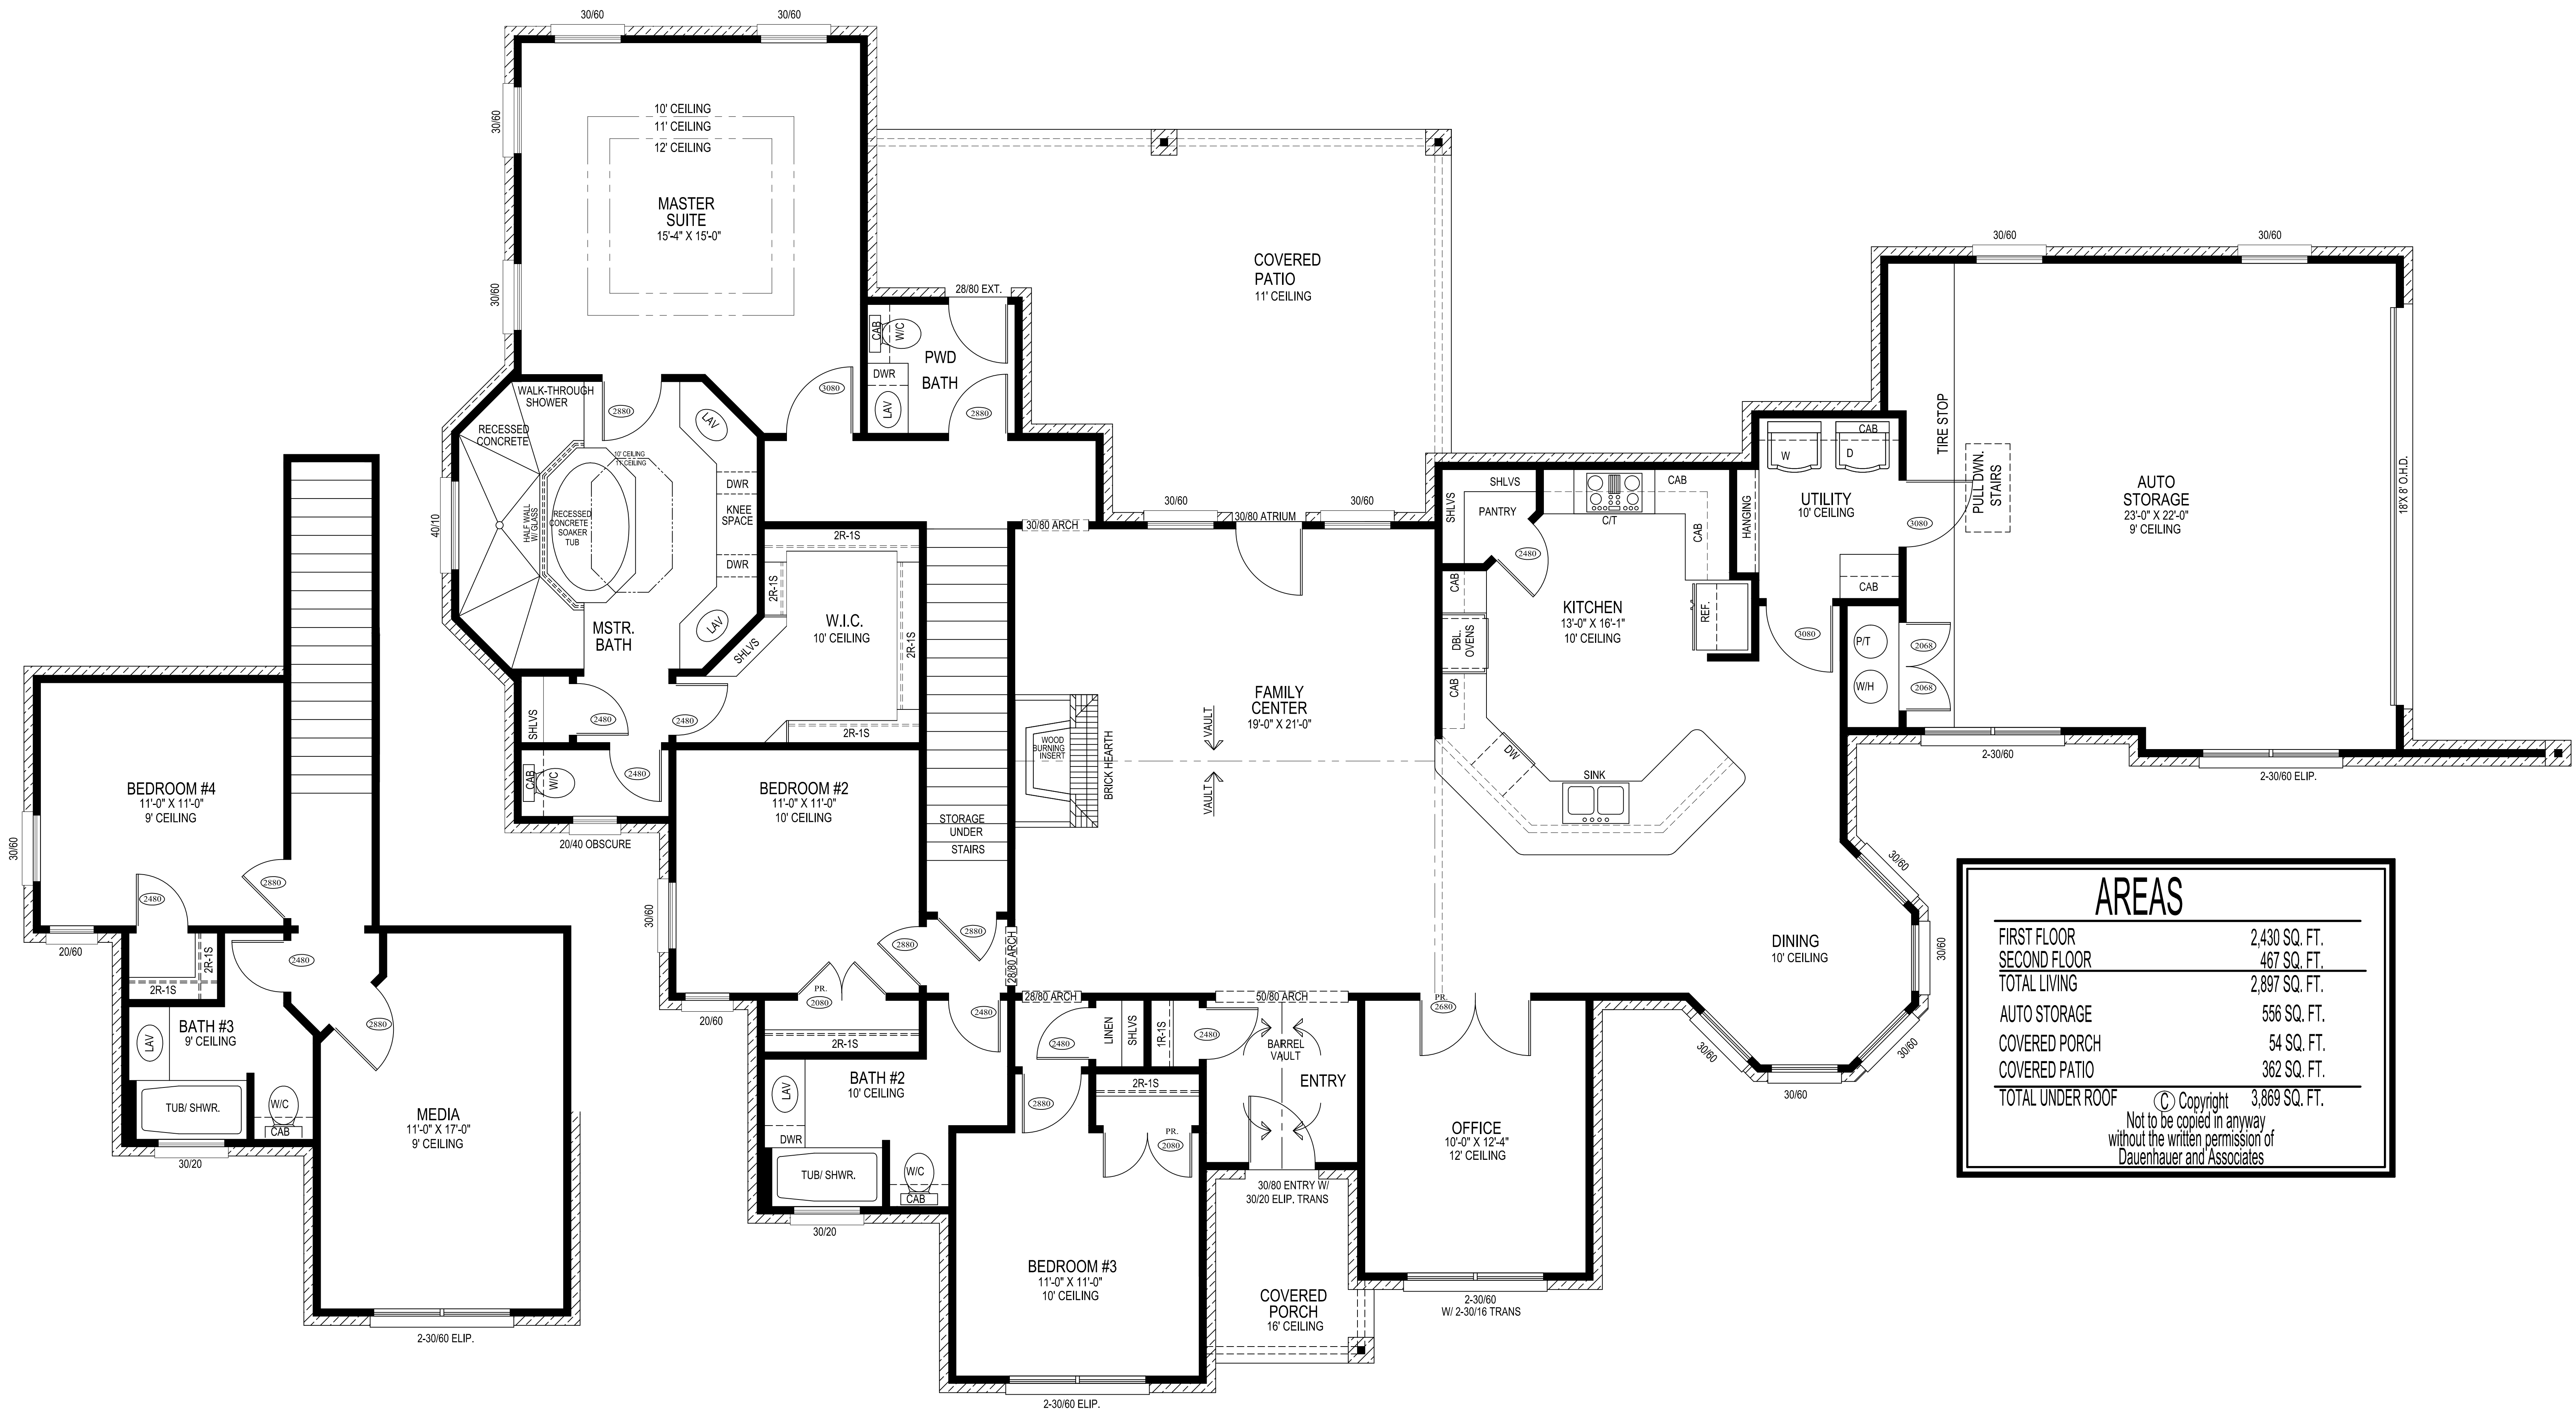 30/60
30/60
30/60
30/60
10' CEILING
11' CEILING
12' CEILING
MASTER
SUITE
15'-4" X 15'-0"
3080
COVERED
PATIO
11' CEILING
28/80 EXT.
CAB
W/C
PWD
BATH
DWR
LAV
2880
WALK-THROUGH
SHOWER
2880
LAV
RECESSED
CONCRETE
10' CEILING
11' CEILING
40/10
HALF WALL
W/ GLASS
RECESSED
CONCRETE
SOAKER
TUB
DWR
KNEE
SPACE
DWR
MSTR.
BATH
LAV
SHLVS
2R-1S
2R-1S
W.I.C.
10' CEILING
2R-1S
2R-1S
SHLVS
2480
2480
CAB
W/C
2480
20/40 OBSCURE
30/80 ARCH
30/60
30/80 ATRIUM
30/60
SHLVS
SHLVS
PANTRY
2480
C/T
CAB
CAB
CAB
DBL.
OVENS
CAB
KITCHEN
13'-0" X 16'-1"
10' CEILING
REF.
DW
SINK
HANGING
W
D
CAB
UTILITY
10' CEILING
CAB
3080
3080
P/T
W/H
2068
2068
30/60
30/60
TIRE STOP
PULL DWN.
STAIRS
AUTO
STORAGE
23'-0" X 22'-0"
9' CEILING
18'X 8' O.H.D.
2-30/60
2-30/60 ELIP.
FAMILY
CENTER
19'-0" X 21'-0"
VAULT
VAULT
WOOD
BURNING
INSERT
BRICK HEARTH
STORAGE
UNDER
STAIRS
2880
28/80 ARCH
BEDROOM #2
11'-0" X 11'-0"
10' CEILING
30/60
20/60
2880
PR.
2080
2R-1S
2480
BATH #2
10' CEILING
LAV
DWR
TUB/ SHWR.
W/C
CAB
30/20
28/80 ARCH
2480
LINEN
SHLVS
1R-1S
2480
50/80 ARCH
BARREL
VAULT
ENTRY
30/80 ENTRY W/
30/20 ELIP. TRANS
2880
2R-1S
PR.
2080
BEDROOM #3
11'-0" X 11'-0"
10' CEILING
2-30/60 ELIP.
COVERED
PORCH
16' CEILING
PR.
2680
OFFICE
10'-0" X 12'-4"
12' CEILING
2-30/60
W/ 2-30/16 TRANS
DINING
10' CEILING
30/60
30/60
30/60
30/60
30/60
BEDROOM #4
11'-0" X 11'-0"
9' CEILING
30/60
20/60
2480
2880
2R-1S
2R-1S
2480
BATH #3
9' CEILING
LAV
TUB/ SHWR.
W/C
CAB
30/20
2880
MEDIA
11'-0" X 17'-0"
9' CEILING
2-30/60 ELIP.
AREAS
FIRST FLOOR 2,430 SQ. FT.
SECOND FLOOR 467 SQ. FT.
TOTAL LIVING 2,897 SQ. FT.
AUTO STORAGE 556 SQ. FT.
COVERED PORCH 54 SQ. FT.
COVERED PATIO 362 SQ. FT.
TOTAL UNDER ROOF 3,869 SQ. FT.
© Copyright
Not to be copied in anyway
without the written permission of
Dauenhauer and Associates